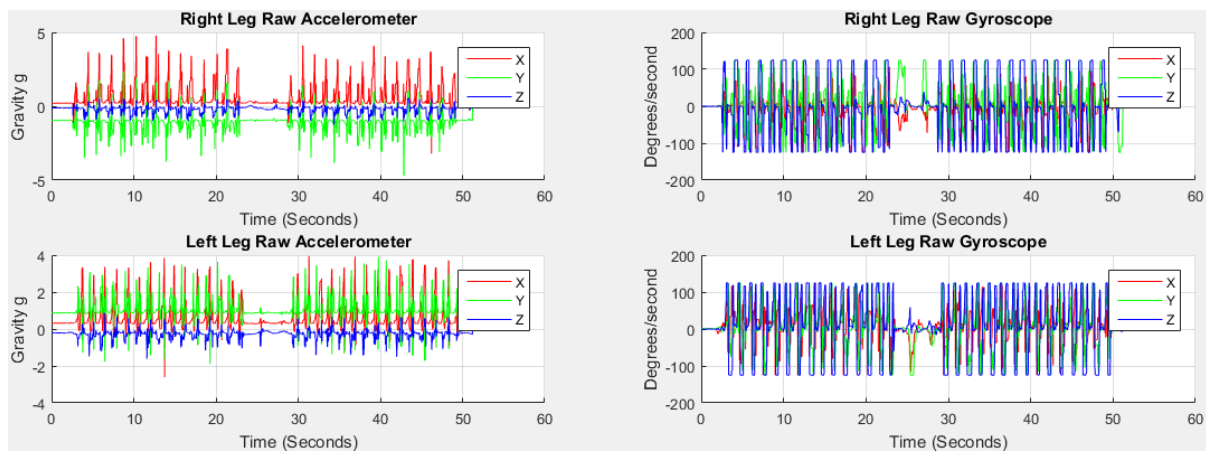 Right Leg Raw Accelerometer
Gravity g
5
0
-5
0 10 20 30 40 50 60
Time (Seconds)
X
Y
Z
Right Leg Raw Gyroscope
Degrees/second
200
100
0
-100
-200
0 10 20 30 40 50 60
Time (Seconds)
X
Y
Z
Left Leg Raw Accelerometer
Gravity g
4
2
0
-2
-4
0 10 20 30 40 50 60
Time (Seconds)
X
Y
Z
Left Leg Raw Gyroscope
Degrees/second
200
100
0
-100
-200
0 10 20 30 40 50 60
Time (Seconds)
X
Y
Z